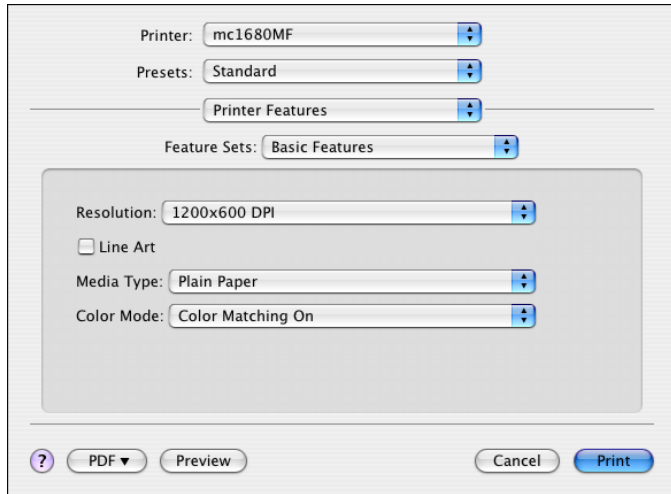 Printer: mc1680MF
Presets: Standard
Printer Features
Feature Sets: Basic Features
Resolution: 1200x600 DPI
Line Art
Media Type: Plain Paper
Color Mode: Color Matching On
? PDF ▼ Preview Cancel Print